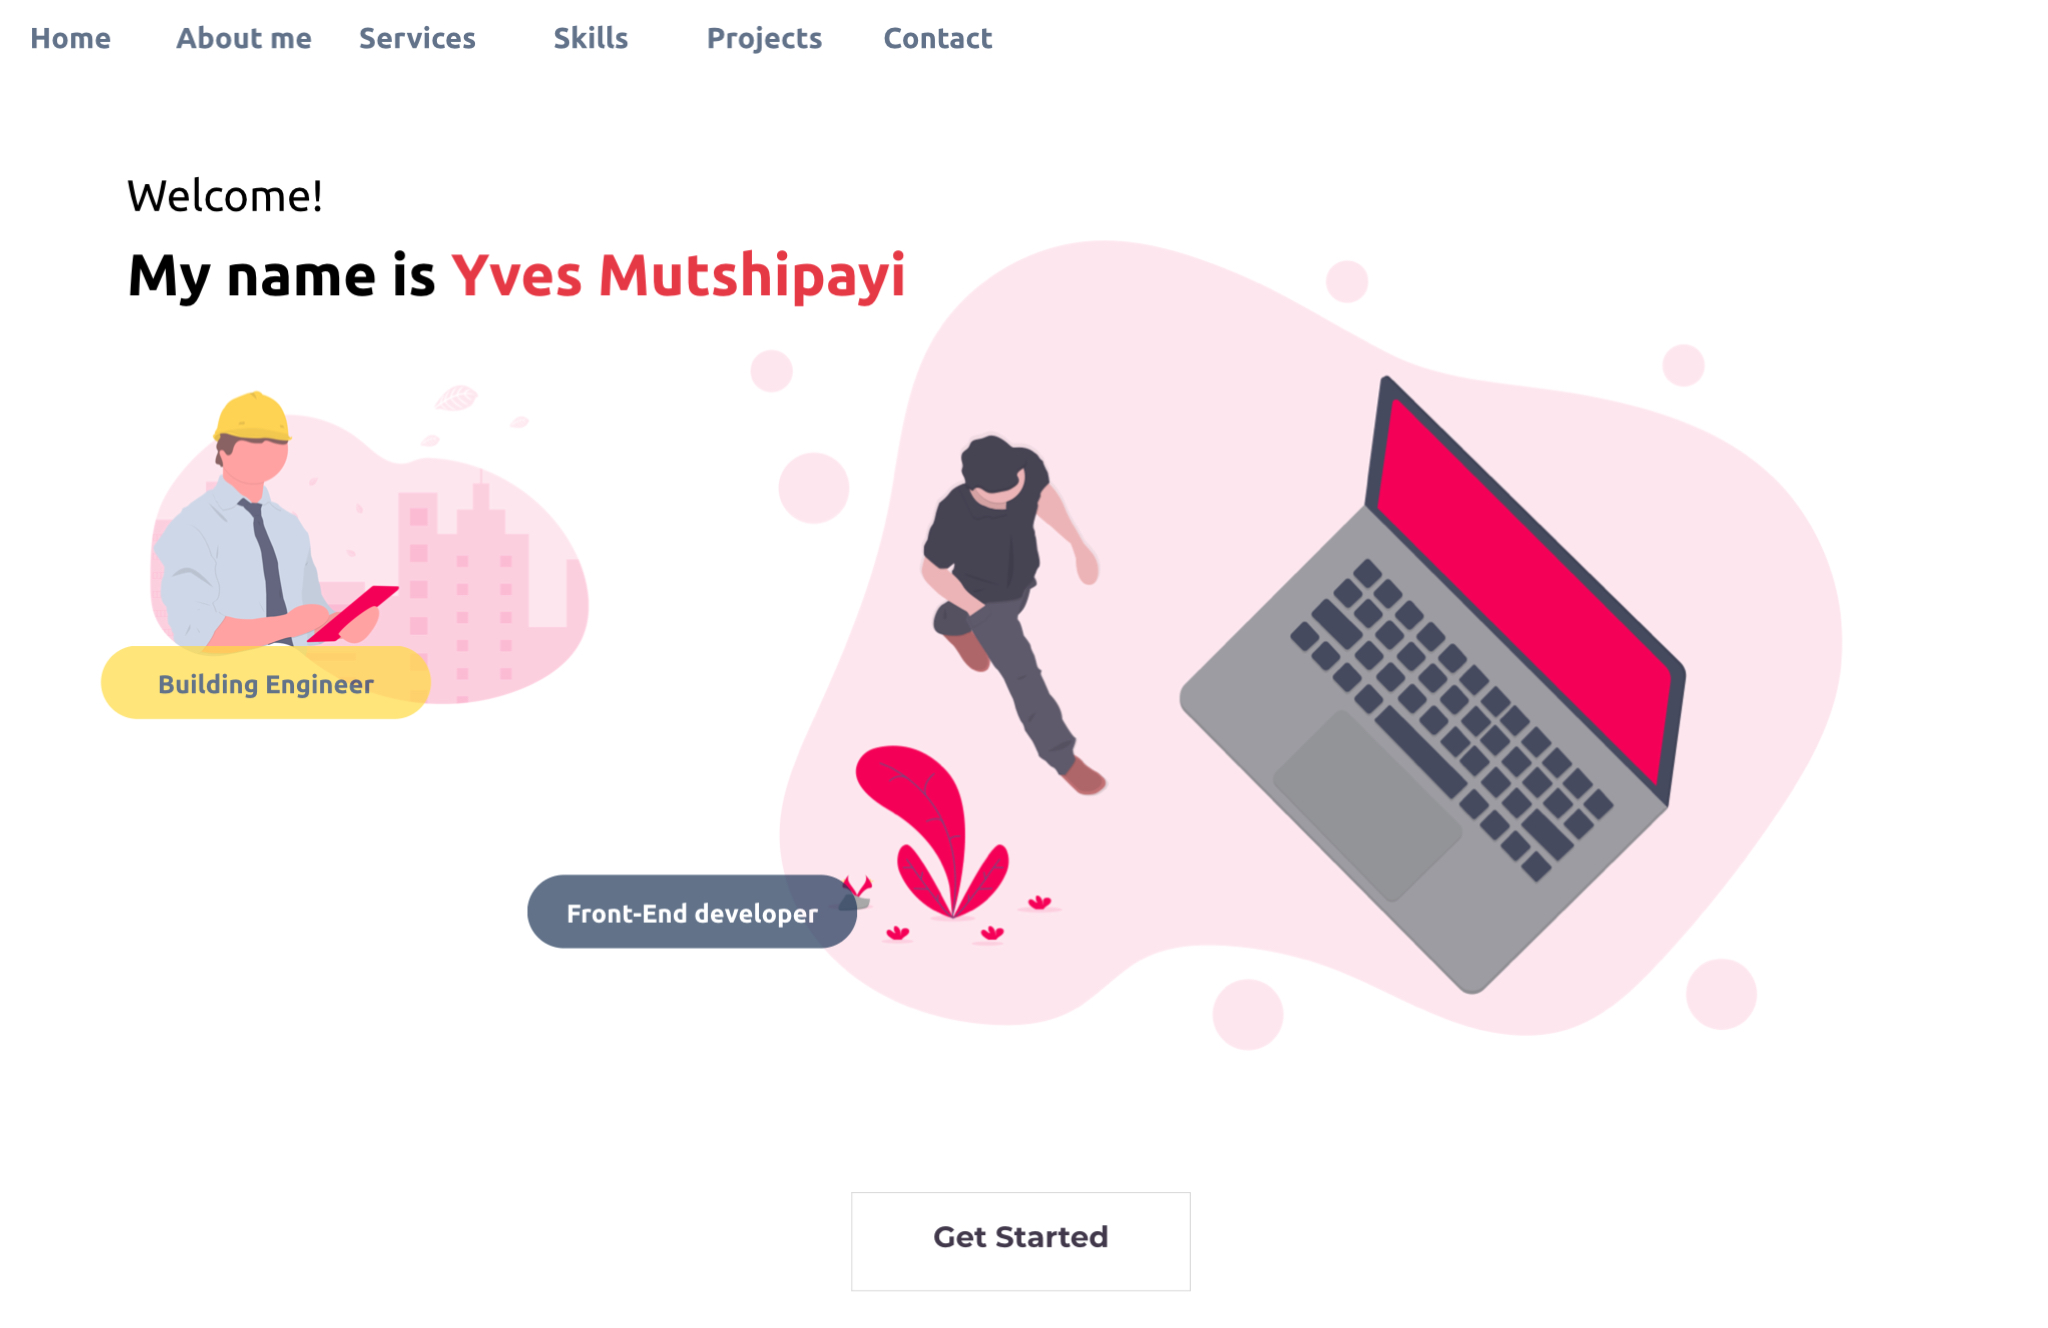 Home About me Services Skills Projects Contact
Welcome!
My name is Yves Mutshipayi
Building Engineer
Front-End developer
Get Started